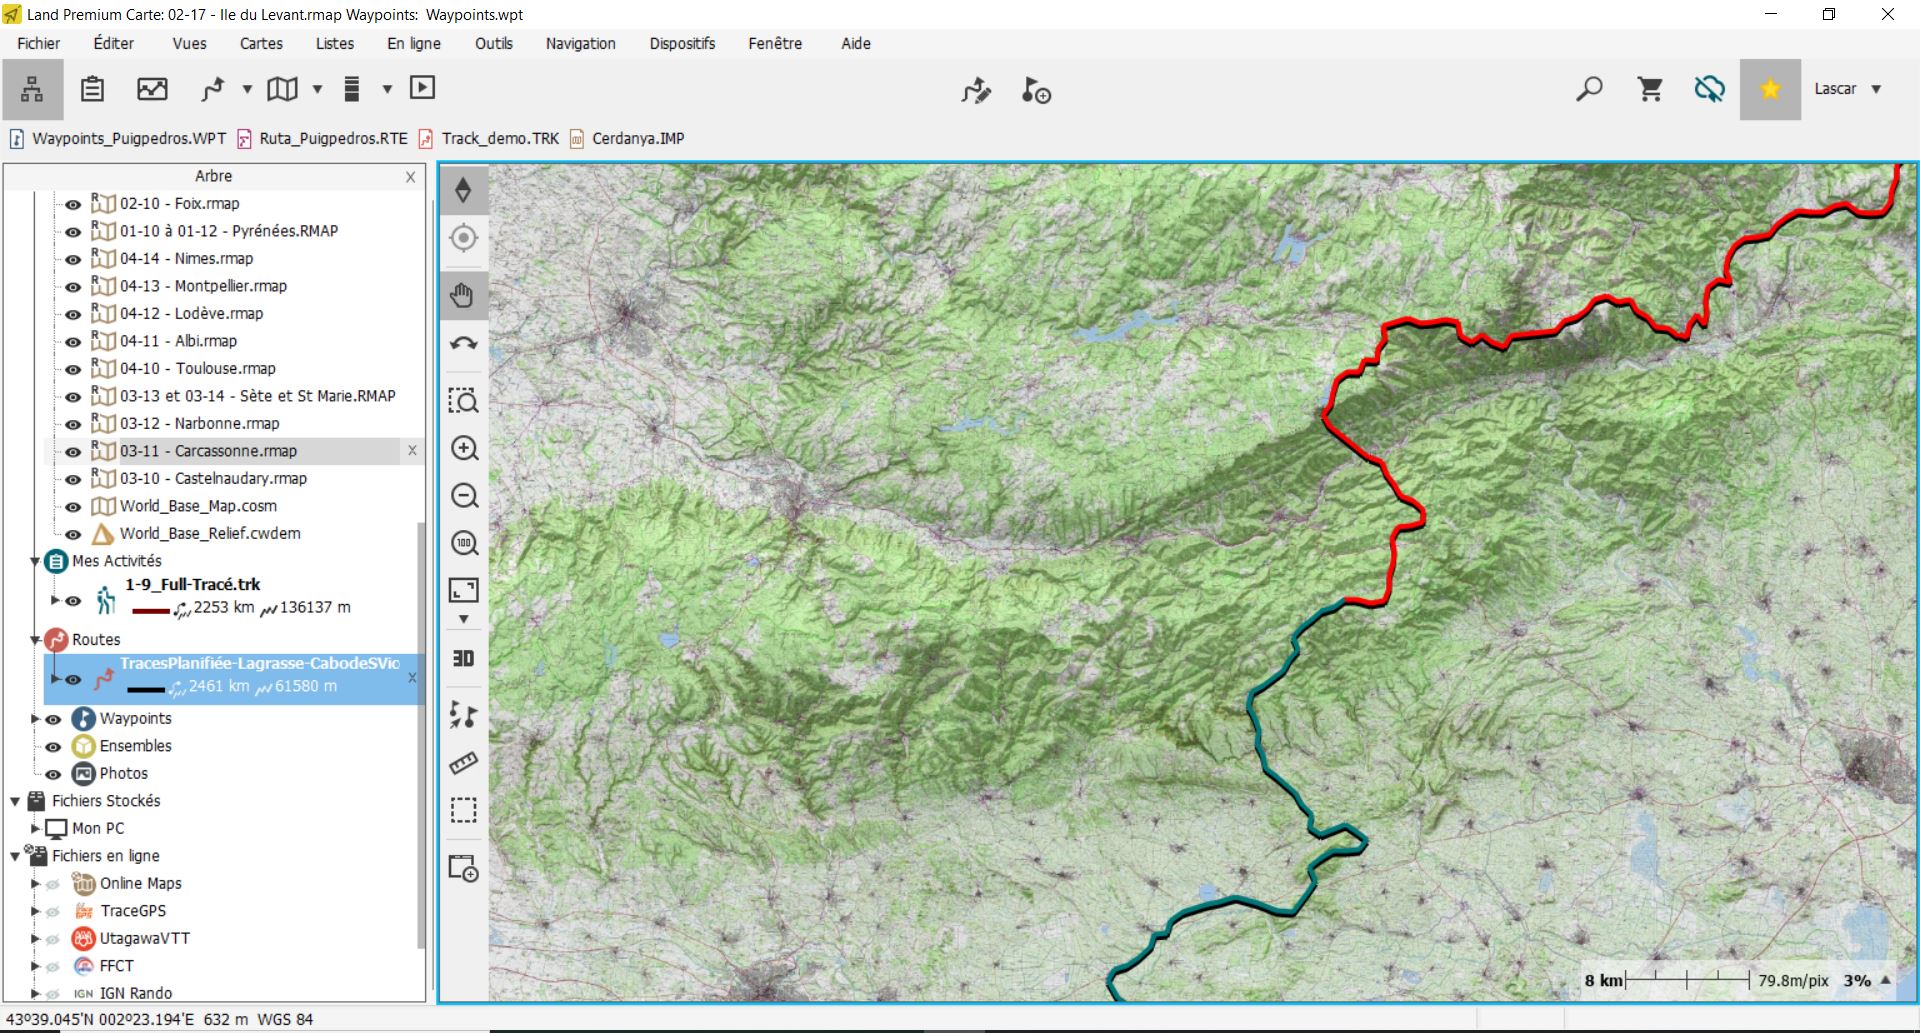 Land Premium Carte: 02-17 - Ile du Levant.rmap Waypoints: Waypoints.wpt
Fichier Éditer Vues Cartes Listes En ligne Outils Navigation Dispositifs Fenêtre Aide
Lascar
Waypoints_Puigpedros.WPT Ruta_Puigpedros.RTE Track_demo.TRK Cerdanya.IMP
Arbre X
02-10 - Foix.rmap
01-10 à 01-12 - Pyrénées.RMAP
04-14 - Nimes.rmap
04-13 - Montpellier.rmap
04-12 - Lodève.rmap
04-11 - Albi.rmap
04-10 - Toulouse.rmap
03-13 et 03-14 - Sète et St Marie.RMAP
03-12 - Narbonne.rmap
03-11 - Carcassonne.rmap X
03-10 - Castelnaudary.rmap
World_Base_Map.cosm
World_Base_Relief.cwdem
Mes Activités
1-9_Full-Tracé.trk
2253 km 136137 m
Routes
TracesPlanifiée-Lagrasse-CabodeSVic
2461 km 61580 m X
Waypoints
Ensembles
Photos
Fichiers Stockés
Mon PC
Fichiers en ligne
Online Maps
TraceGPS
UtagawaVTT
FFCT
IGN IGN Rando
100
3D
8 km 79.8m/pix 3%
43º39.045'N 002º23.194'E 632 m WGS 84